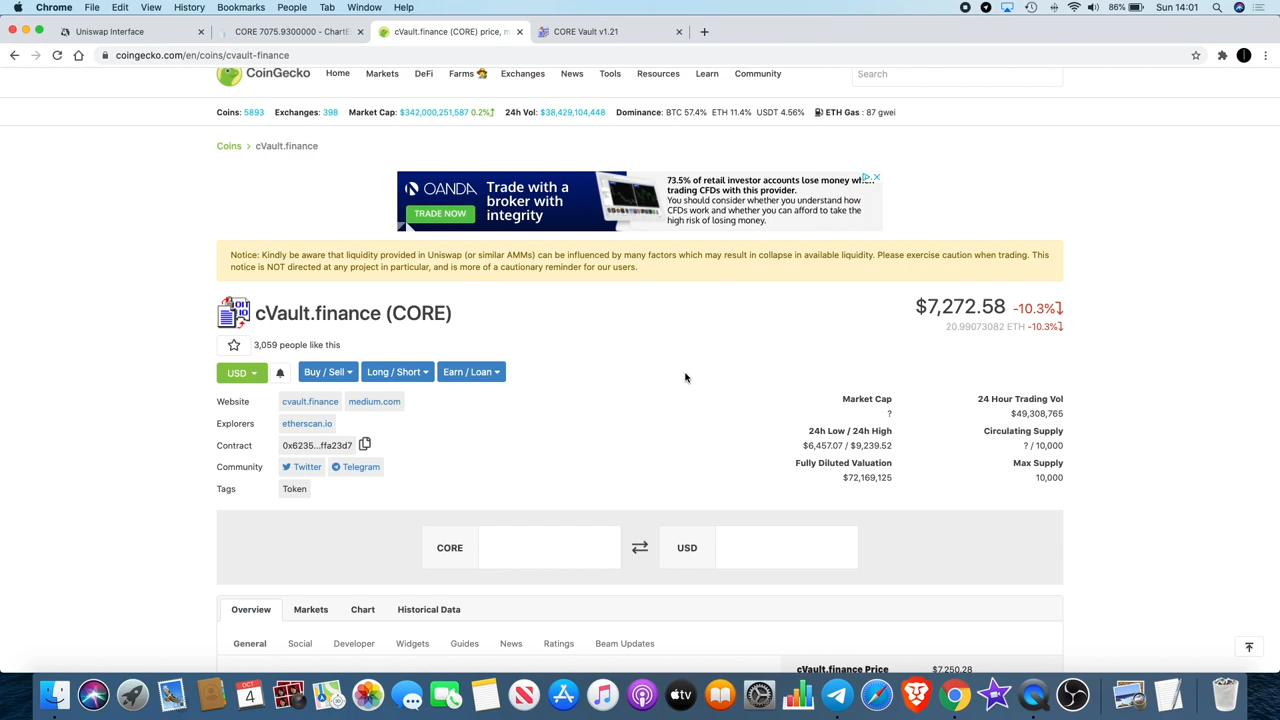 Chrome File Edit View History Bookmarks People Tab Window Help 86% Sun 14:01
Uniswap Interface CORE 7075.9300000 - ChartE cVault.finance (CORE) price, m CORE Vault v1.21
coingecko.com/en/coins/cvault-finance
CoinGecko Home Markets DeFi Farms Exchanges News Tools Resources Learn Community Search
Coins: 5893 Exchanges: 398 Market Cap: $342,000,251,587 0.2% 24h Vol: $38,429,104,448 Dominance: BTC 57.4% ETH 11.4% USDT 4.56% ETH Gas : 87 gwei
Coins > cVault.finance
OANDA
TRADE NOW
Trade with a
broker with
integrity
73.5% of retail investor accounts lose money
trading CFDs with this provider.
You should consider whether you understand how
CFDs work and whether you can afford to take the
high risk of losing money.
Notice: Kindly be aware that liquidity provided in Uniswap (or similar AMMs) can be influenced by many factors which may result in collapse in available liquidity. Please exercise caution when trading. This
notice is NOT directed at any project in particular, and is more of a cautionary reminder for our users.
cVault.finance (CORE)
$7,272.58 -10.3%
20.99073082 ETH -10.3%
3,059 people like this
USD Buy / Sell Long / Short Earn / Loan
Website cvault.finance medium.com
Explorers etherscan.io
Contract 0x6235...ffa23d7
Community Twitter Telegram
Tags Token
Market Cap
?
24 Hour Trading Vol
$49,308,765
24h Low / 24h High
$6,457.07 / $9,239.52
Circulating Supply
? / 10,000
Fully Diluted Valuation
$72,169,125
Max Supply
10,000
CORE USD
Overview Markets Chart Historical Data
General Social Developer Widgets Guides News Ratings Beam Updates
cVault.finance Price $7,250.28
OCT
4
tv